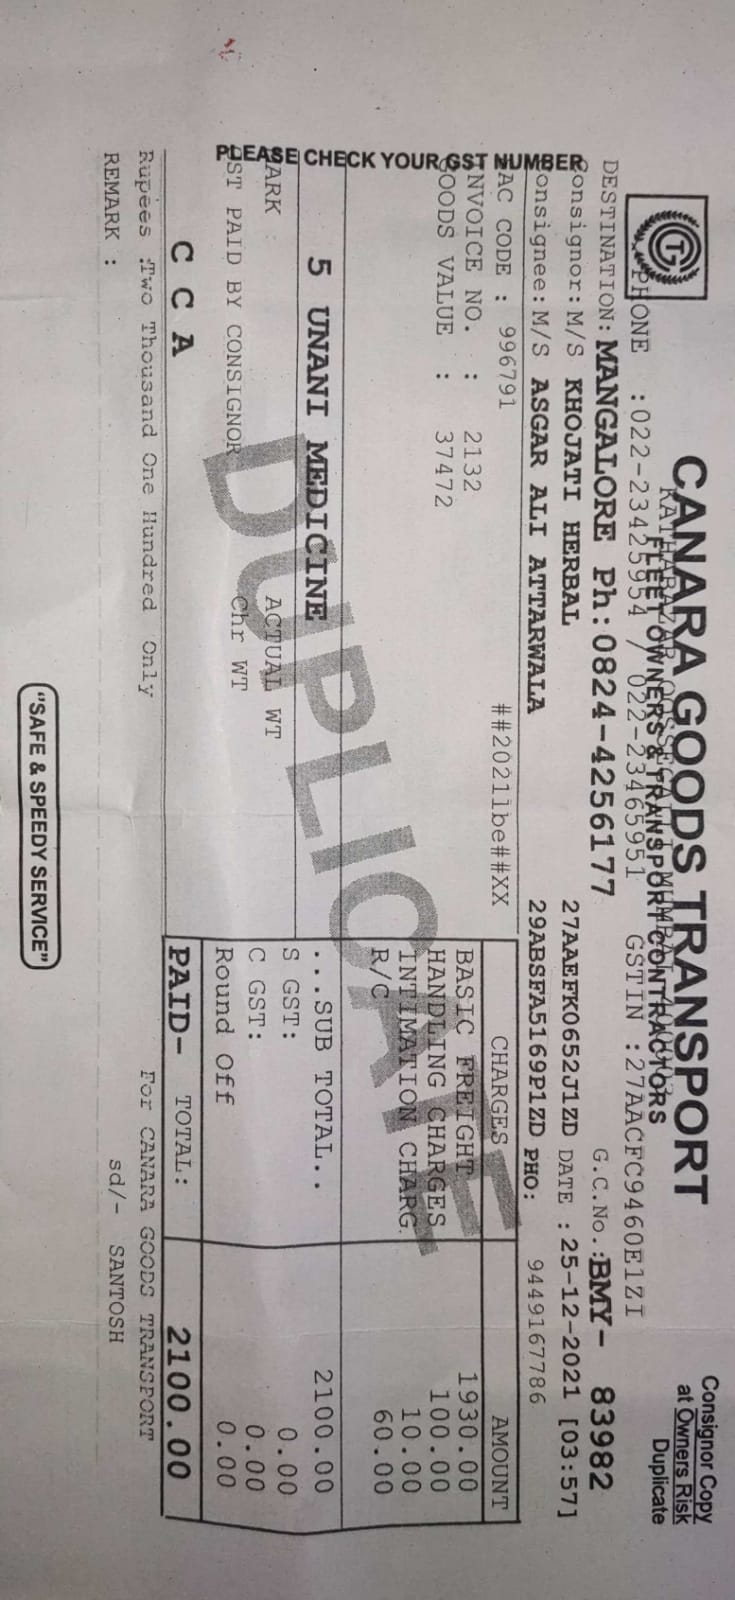 Consignor Copy
at Owners Risk
Duplicate
CANARA GOODS TRANSPORT
FLEET OWNERS & TRANSPORT CONTRACTORS
PHONE :022-23425954 / 022-23465951 GSTIN :27AACFC9460E1ZI
DESTINATION: MANGALORE Ph:0824-4256177 G.C.No.:BMY- 83982
Consignor: M/S KHOJATI HERBAL 27AAEFK0652J1ZD DATE :25-12-2021 [03:57]
Consignee: M/S ASGAR ALI ATTARWALA 29ABSFA5169P1ZD PHO: 9449167786
PLEASE CHECK YOUR GST NUMBER
AC CODE : 996791 ##20211be##XX CHARGES AMOUNT
INVOICE NO. : 2132 BASIC FREIGHT 1930.00
GOODS VALUE : 37472 HANDLING CHARGES 100.00
INTIMATION CHARG. 10.00
R/C 60.00
5 UNANI MEDICINE ...SUB TOTAL.. 2100.00
S GST: 0.00
MARK ACTUAL WT C GST: 0.00
ST PAID BY CONSIGNOR Chr WT Round Off 0.00
C C A PAID- TOTAL: 2100.00
Rupees :Two Thousand One Hundred Only For CANARA GOODS TRANSPORT
REMARK : sd/- SANTOSH
"SAFE & SPEEDY SERVICE"
DUPLICATE